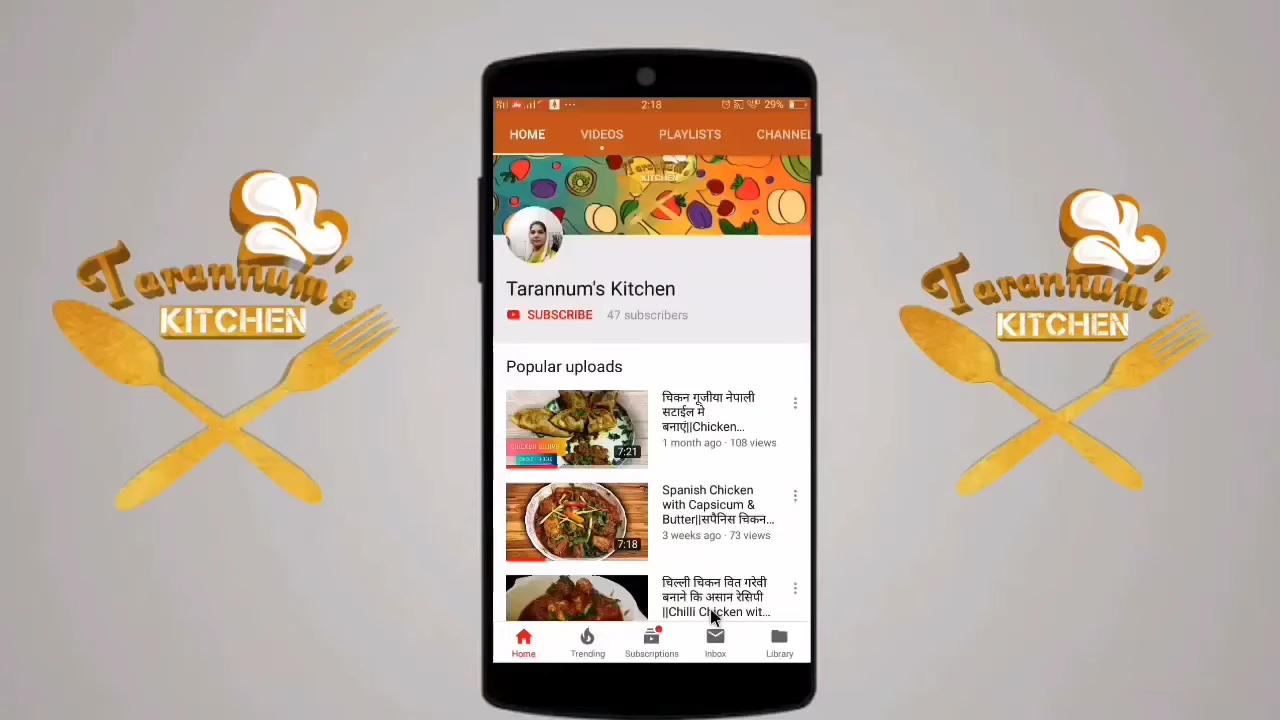 Tarannum's
KITCHEN
2:18
29%
HOME VIDEOS PLAYLISTS CHANNEL
KITCHEN
Tarannum's Kitchen
SUBSCRIBE 47 subscribers
Popular uploads
चिकन गूजीया नेपाली
सटाईल मे
बनाएं||Chicken...
1 month ago · 108 views
7:21
Spanish Chicken
with Capsicum &
Butter||सपैनिस चिकन...
3 weeks ago · 73 views
7:18
चिल्ली चिकन वित गरेवी
बनाने कि असान रेसिपी
||Chilli Chicken wit...
Home Trending Subscriptions Inbox Library
Tarannum's
KITCHEN